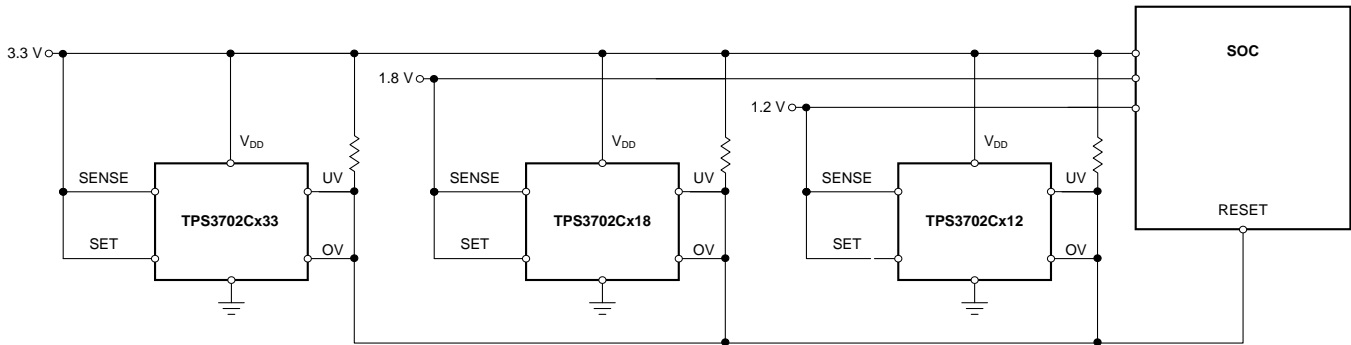 SOC
3.3 V
1.8 V
1.2 V
V_DD
V_DD
V_DD
SENSE
UV
SENSE
UV
SENSE
UV
TPS3702Cx33
TPS3702Cx18
TPS3702Cx12
RESET
SET
OV
SET
OV
SET
OV